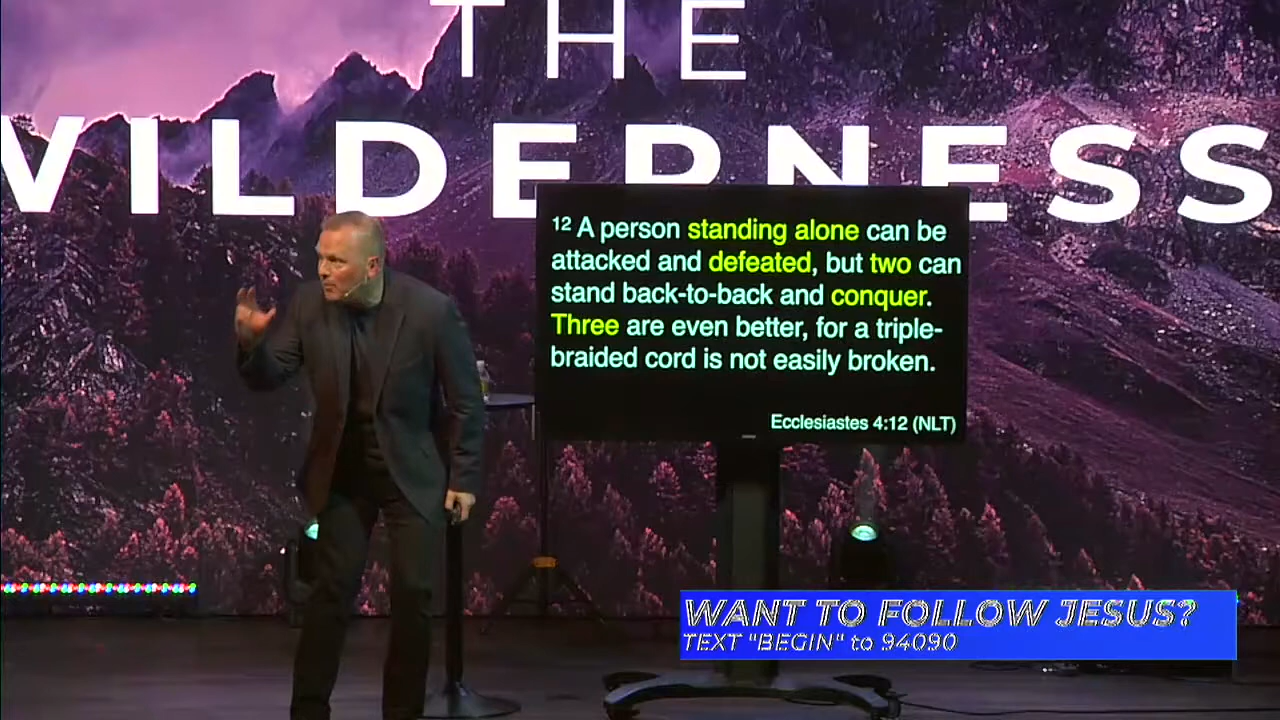 THE
WILDERNESS
12 A person standing alone can be
attacked and defeated, but two can
stand back-to-back and conquer.
Three are even better, for a triple-
braided cord is not easily broken.
Ecclesiastes 4:12 (NLT)
WANT TO FOLLOW JESUS?
TEXT "BEGIN" to 94090